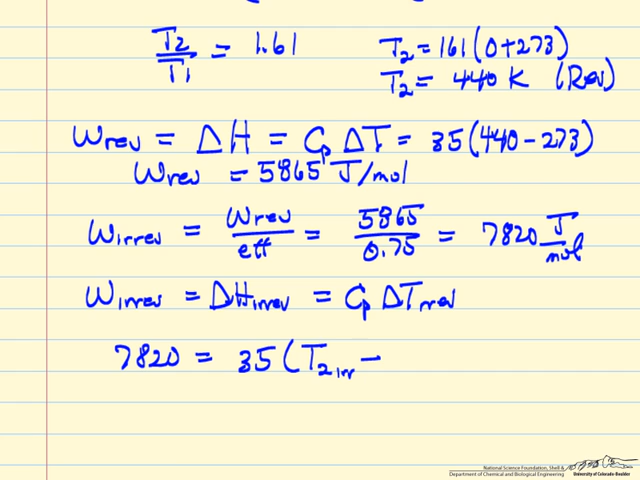 T2/T1 = 1.61
T2 = 161(0+273)
T2 = 440 K (Rev)
Wrev = ΔH = Cp ΔT = 35(440-273)
Wrev = 5865 J/mol
Wirrev = Wrev/eff = 5865/0.75 = 7820 J/mol
Wirrev = ΔHirrev = Cp ΔTirrev
7820 = 35(T2irr -
National Science Foundation, Shell &
Department of Chemical and Biological Engineering
University of Colorado-Boulder